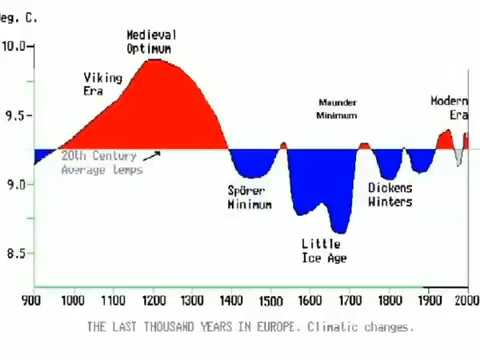 Deg. C.
Medieval
Optimum
10.0
Viking
Era
Maunder
Minimum
Modern
Era
9.5
20th Century
Average temps
9.0
Spörer
Minimum
Dickens
Winters
Little
Ice Age
8.5
900 1000 1100 1200 1300 1400 1500 1600 1700 1800 1900 2000
THE LAST THOUSAND YEARS IN EUROPE. Climatic changes.